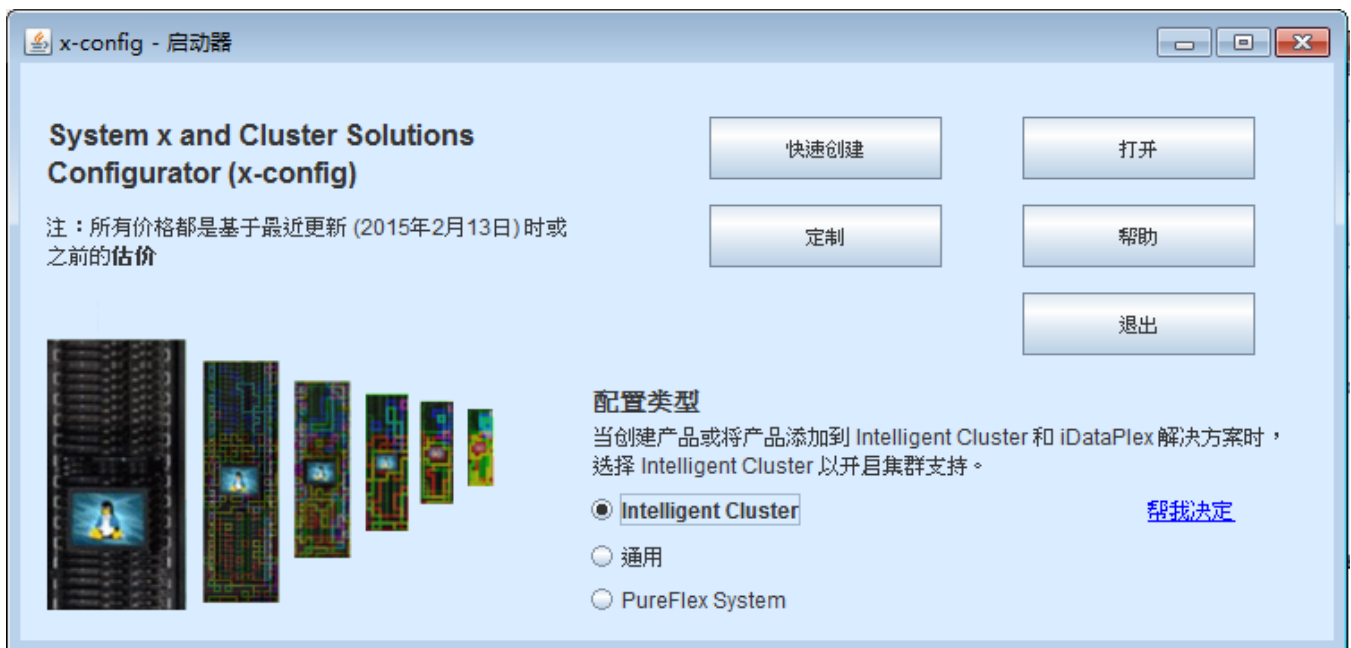 x-config - 启动器
System x and Cluster Solutions
Configurator (x-config)
注：所有价格都是基于最近更新 (2015年2月13日) 时或
之前的估价
快速创建
打开
定制
帮助
退出
配置类型
当创建产品或将产品添加到 Intelligent Cluster 和 iDataPlex 解决方案时，
选择 Intelligent Cluster 以开启集群支持。
Intelligent Cluster
帮我决定
通用
PureFlex System